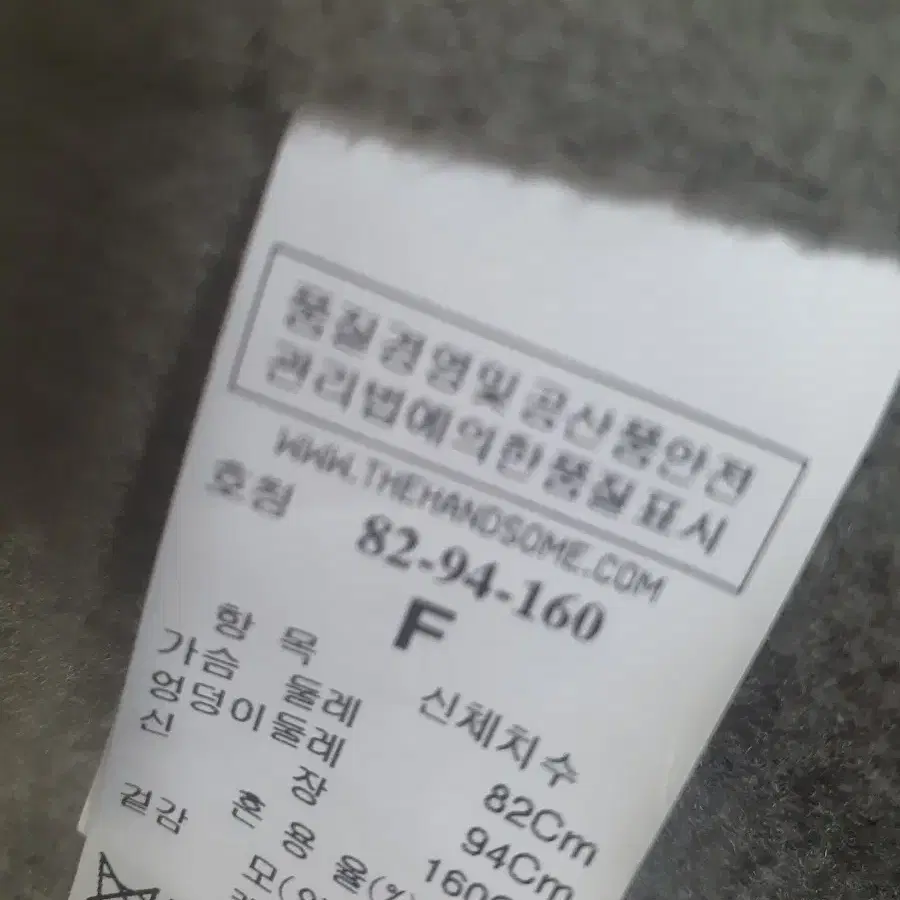 품질경영및공산품안전
관리법에의한품질표시
WWW.THEHANDSOME.COM
호칭 82-94-160
F
항 목 신체치수
가슴 둘레 82Cm
엉덩이둘레 94Cm
신 장 160
겉감 혼 용 율(%)
모(